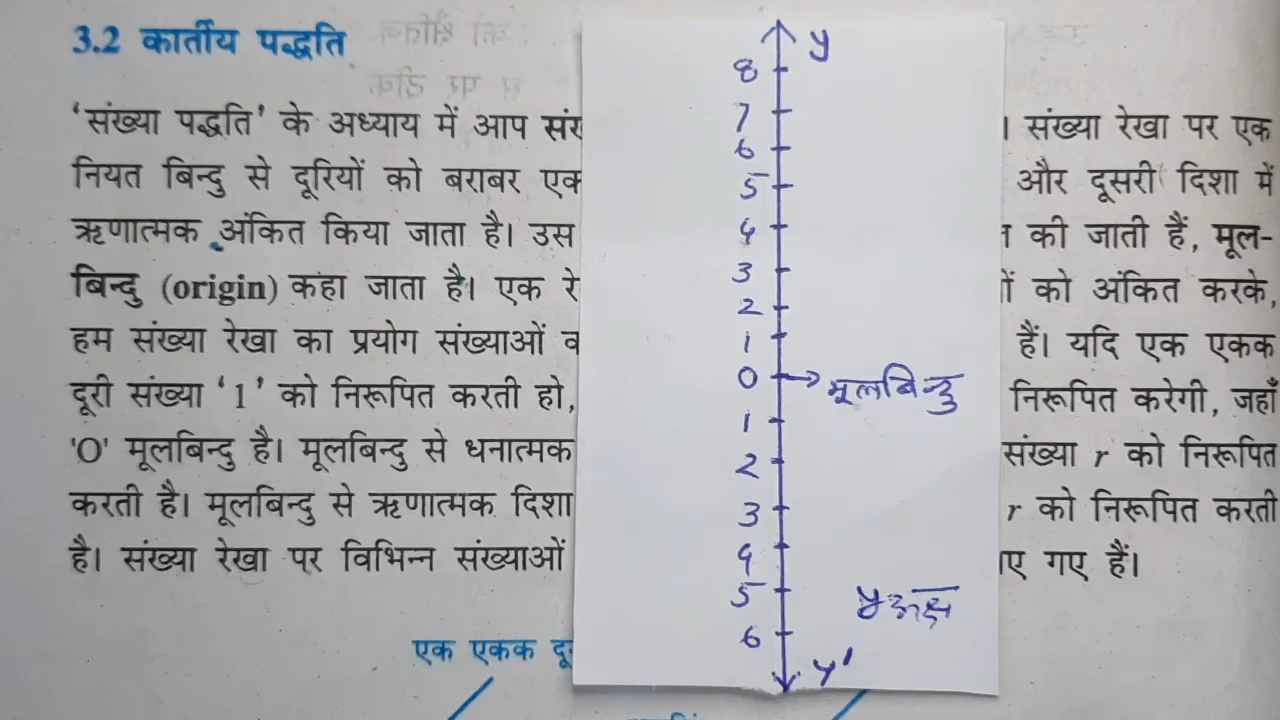 3.2 कार्तीय पद्धति
'संख्या पद्धति' के अध्याय में आप संख । संख्या रेखा पर एक
नियत बिन्दु से दूरियों को बराबर एक और दूसरी दिशा में
ऋणात्मक अंकित किया जाता है। उस की जाती हैं, मूल-
बिन्दु (origin) कहा जाता है। एक रे को अंकित करके,
हम संख्या रेखा का प्रयोग संख्याओं हैं। यदि एक एकक
दूरी संख्या '1' को निरूपित करती हो, निरूपित करेगी, जहाँ
'O' मूलबिन्दु है। मूलबिन्दु से धनात्मक संख्या r को निरूपित
करती है। मूलबिन्दु से ऋणात्मक दिशा r को निरूपित करती
है। संख्या रेखा पर विभिन्न संख्याओं ए गए हैं।
एक एकक दू
y
8
7
6
5
4
3
2
1
0 मूलबिन्दु
1
2
3
4
5 y अक्ष
6
y'